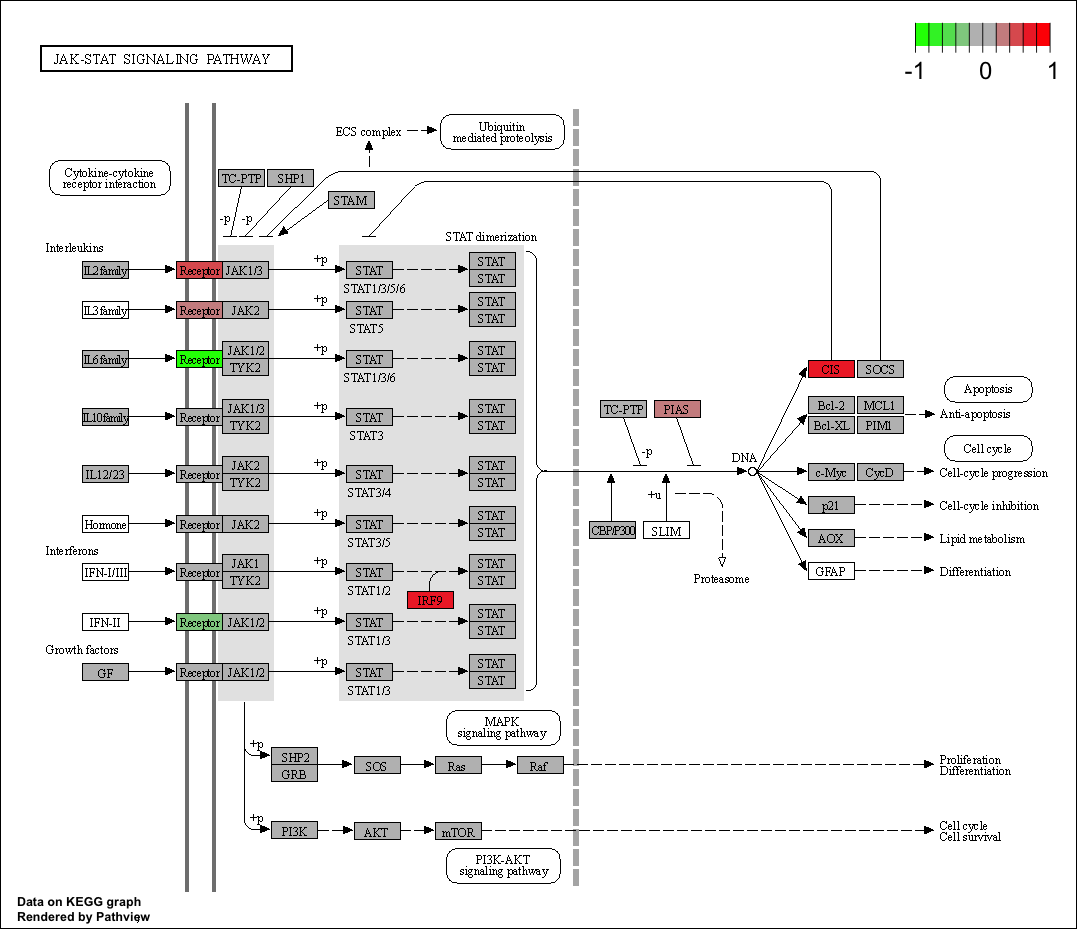 -1 0 1
JAK-STAT SIGNALING PATHWAY
ECS complex
Ubiquitin
mediated proteolysis
Cytokine-cytokine
receptor interaction
TC-PTP SHP1
STAM
-p -p
STAT dimerization
Interleukins
IL2 family Receptor JAK1/3 +p STAT STAT
STAT
STAT1/3/5/6
IL3 family Receptor JAK2 +p STAT STAT
STAT
STAT5
IL6 family Receptor JAK1/2 +p STAT STAT
TYK2 STAT
STAT1/3/6
CIS SOCS
Apoptosis
IL10 family Receptor JAK1/3 +p STAT STAT
TYK2 STAT
STAT3
TC-PTP PIAS
Bcl-2 MCL1 Anti-apoptosis
Bcl-XL PIM1
Cell cycle
-p
DNA
IL12/23 Receptor JAK2 +p STAT STAT
TYK2 STAT
STAT3/4
c-Myc CycD Cell-cycle progression
+u
p21 Cell-cycle inhibition
Hormone Receptor JAK2 +p STAT STAT
STAT
STAT3/5
CBP/P300 SLIM
AOX Lipid metabolism
Interferons
IFN-I/III Receptor JAK1 +p STAT STAT
TYK2 STAT
STAT1/2
IRF9
GFAP Differentiation
Proteasome
IFN-II Receptor JAK1/2 +p STAT STAT
STAT
STAT1/3
Growth factors
GF Receptor JAK1/2 +p STAT STAT
STAT
STAT1/3
MAPK
signaling pathway
+p
SHP2
GRB
SOS Ras Raf
Proliferation
Differentiation
+p
PI3K AKT mTOR
Cell cycle
Cell survival
PI3K-AKT
signaling pathway
Data on KEGG graph
Rendered by Pathview